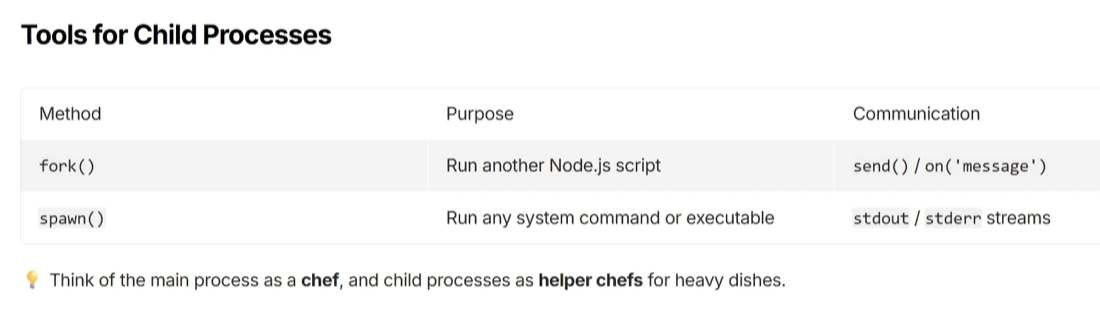 Tools for Child Processes
Method Purpose Communication
fork() Run another Node.js script send() / on('message')
spawn() Run any system command or executable stdout / stderr streams
💡 Think of the main process as a chef, and child processes as helper chefs for heavy dishes.